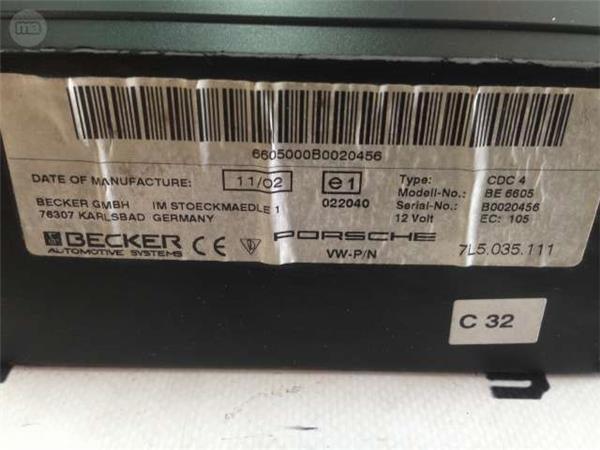 ma
6605000B0020456
DATE OF MANUFACTURE: 11/02 e1 Type: CDC 4
022040 Modell-No.: BE 6605
BECKER GMBH IM STOECKMAEDLE 1 Serial-No.: B0020456
76307 KARLSBAD GERMANY 12 Volt EC: 105
BECKER CE PORSCHE 7L5.035.111
AUTOMOTIVE SYSTEMS VW-P/N
C 32